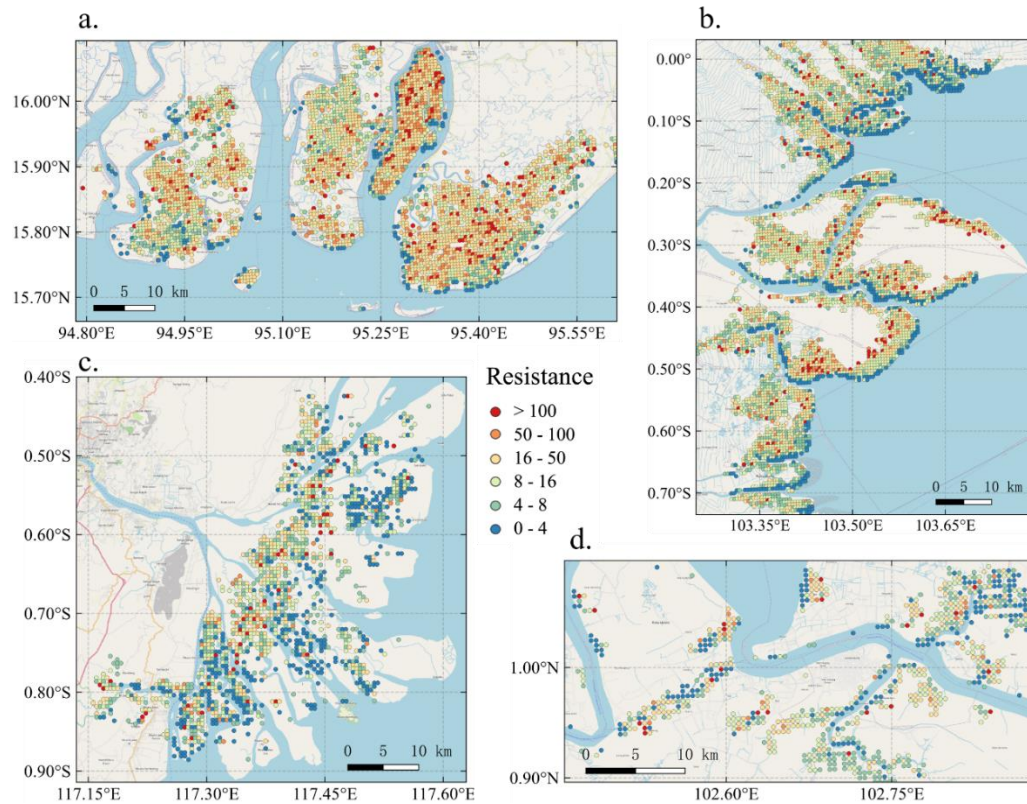 a.
16.00°N
15.90°N
15.80°N
15.70°N
0 5 10 km
94.80°E 94.95°E 95.10°E 95.25°E 95.40°E 95.55°E
b.
0.00°
0.10°S
0.20°S
0.30°S
0.40°S
0.50°S
0.60°S
0.70°S
0 5 10 km
103.35°E 103.50°E 103.65°E
c.
0.40°S
0.50°S
0.60°S
0.70°S
0.80°S
0.90°S
0 5 10 km
117.15°E 117.30°E 117.45°E 117.60°E
Resistance
> 100
50 - 100
16 - 50
8 - 16
4 - 8
0 - 4
d.
1.00°N
0.90°N
0 5 10 km
102.60°E 102.75°E